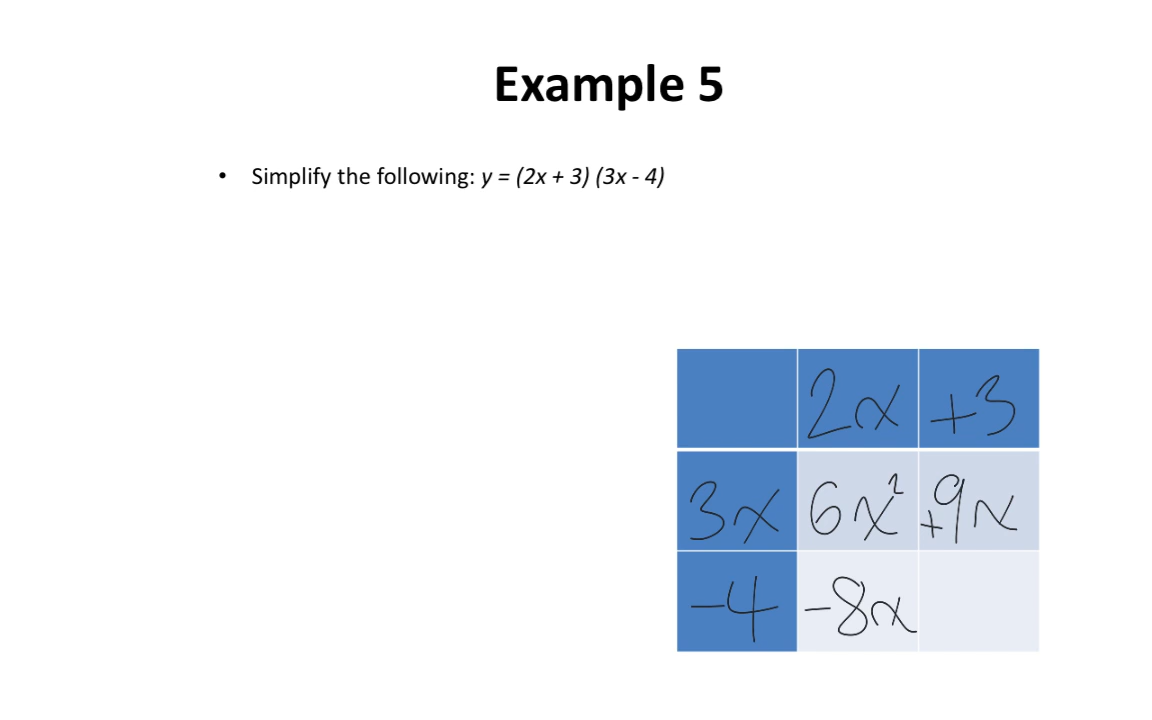 Example 5
• Simplify the following: y = (2x + 3) (3x - 4)
2x +3
3x 6x² +9x
-4 -8x